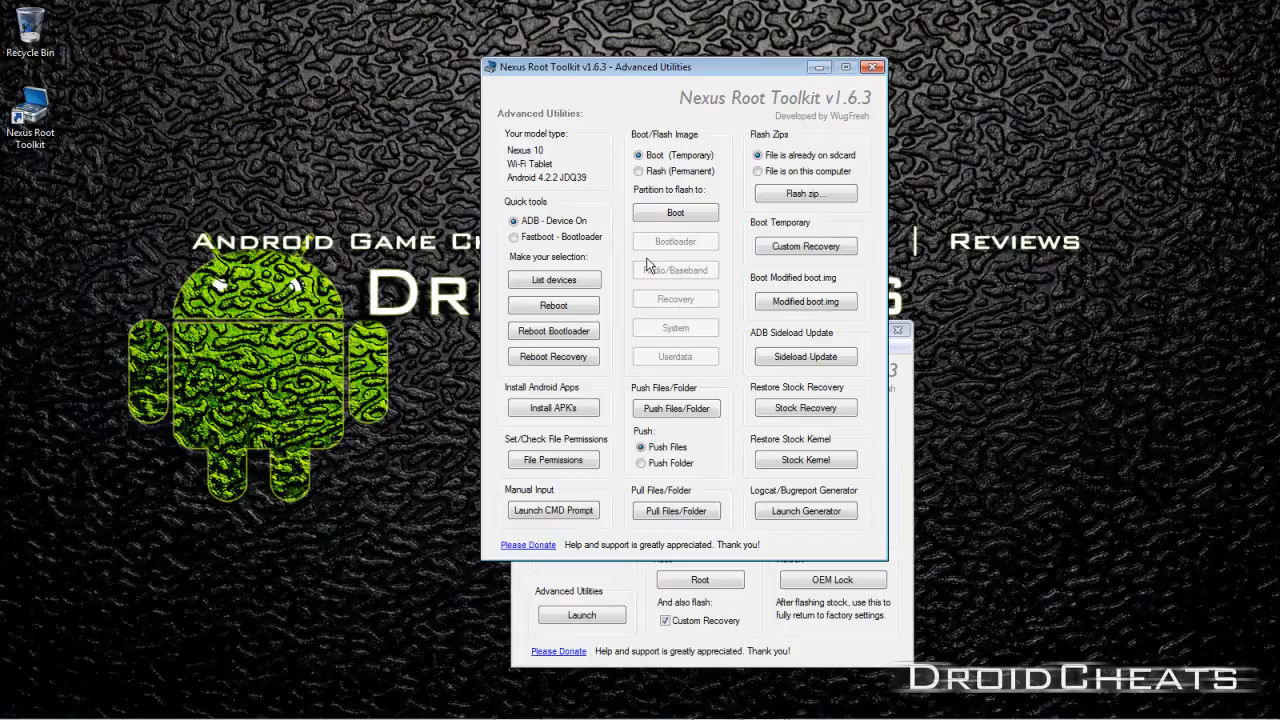 Recycle Bin
Nexus Root
Toolkit
Nexus Root Toolkit v1.6.3 - Advanced Utilities
Nexus Root Toolkit v1.6.3
Developed by WugFresh
Advanced Utilities:
Your model type:
Nexus 10
Wi-Fi Tablet
Android 4.2.2 JDQ39
Quick tools
ADB - Device On
Fastboot - Bootloader
Make your selection:
List devices
Reboot
Reboot Bootloader
Reboot Recovery
Install Android Apps
Install APK's
Set/Check File Permissions
File Permissions
Manual Input
Launch CMD Prompt
Boot/Flash Image
Boot (Temporary)
Flash (Permanent)
Partition to flash to:
Boot
Bootloader
Radio/Baseband
Recovery
System
Userdata
Push Files/Folder
Push Files/Folder
Push:
Push Files
Push Folder
Pull Files/Folder
Pull Files/Folder
Flash Zips
File is already on sdcard
File is on this computer
Flash zip...
Boot Temporary
Custom Recovery
Boot Modified boot.img
Modified boot.img
ADB Sideload Update
Sideload Update
Restore Stock Recovery
Stock Recovery
Restore Stock Kernel
Stock Kernel
Logcat/Bugreport Generator
Launch Generator
Please Donate Help and support is greatly appreciated. Thank you!
Android Game | Reviews
Advanced Utilities
Launch
Root
And also flash:
Custom Recovery
OEM Lock
After flashing stock, use this to
fully return to factory settings.
Please Donate Help and support is greatly appreciated. Thank you!
DroidCheats